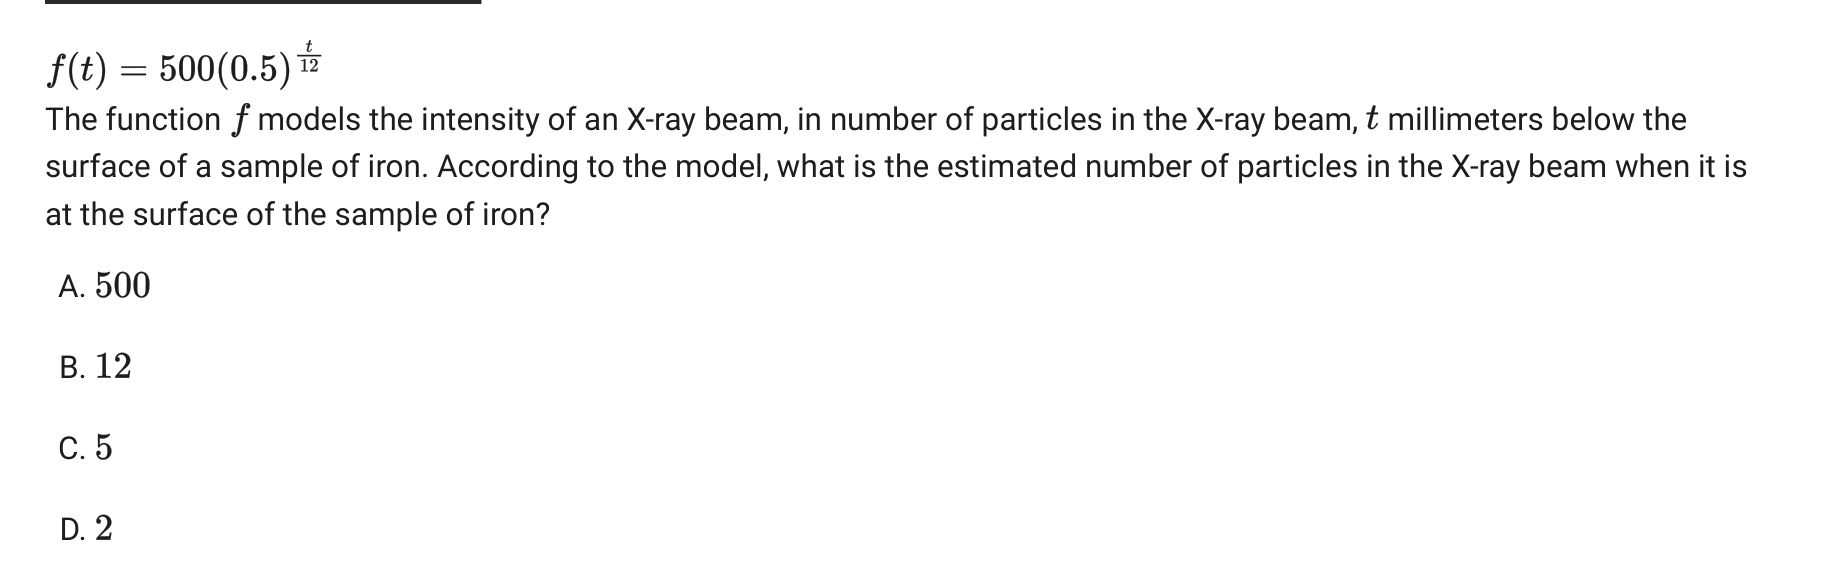 f(t) = 500(0.5)^{\frac{t}{12}}
The function f models the intensity of an X-ray beam, in number of particles in the X-ray beam, t millimeters below the
surface of a sample of iron. According to the model, what is the estimated number of particles in the X-ray beam when it is
at the surface of the sample of iron?
A. 500
B. 12
C. 5
D. 2